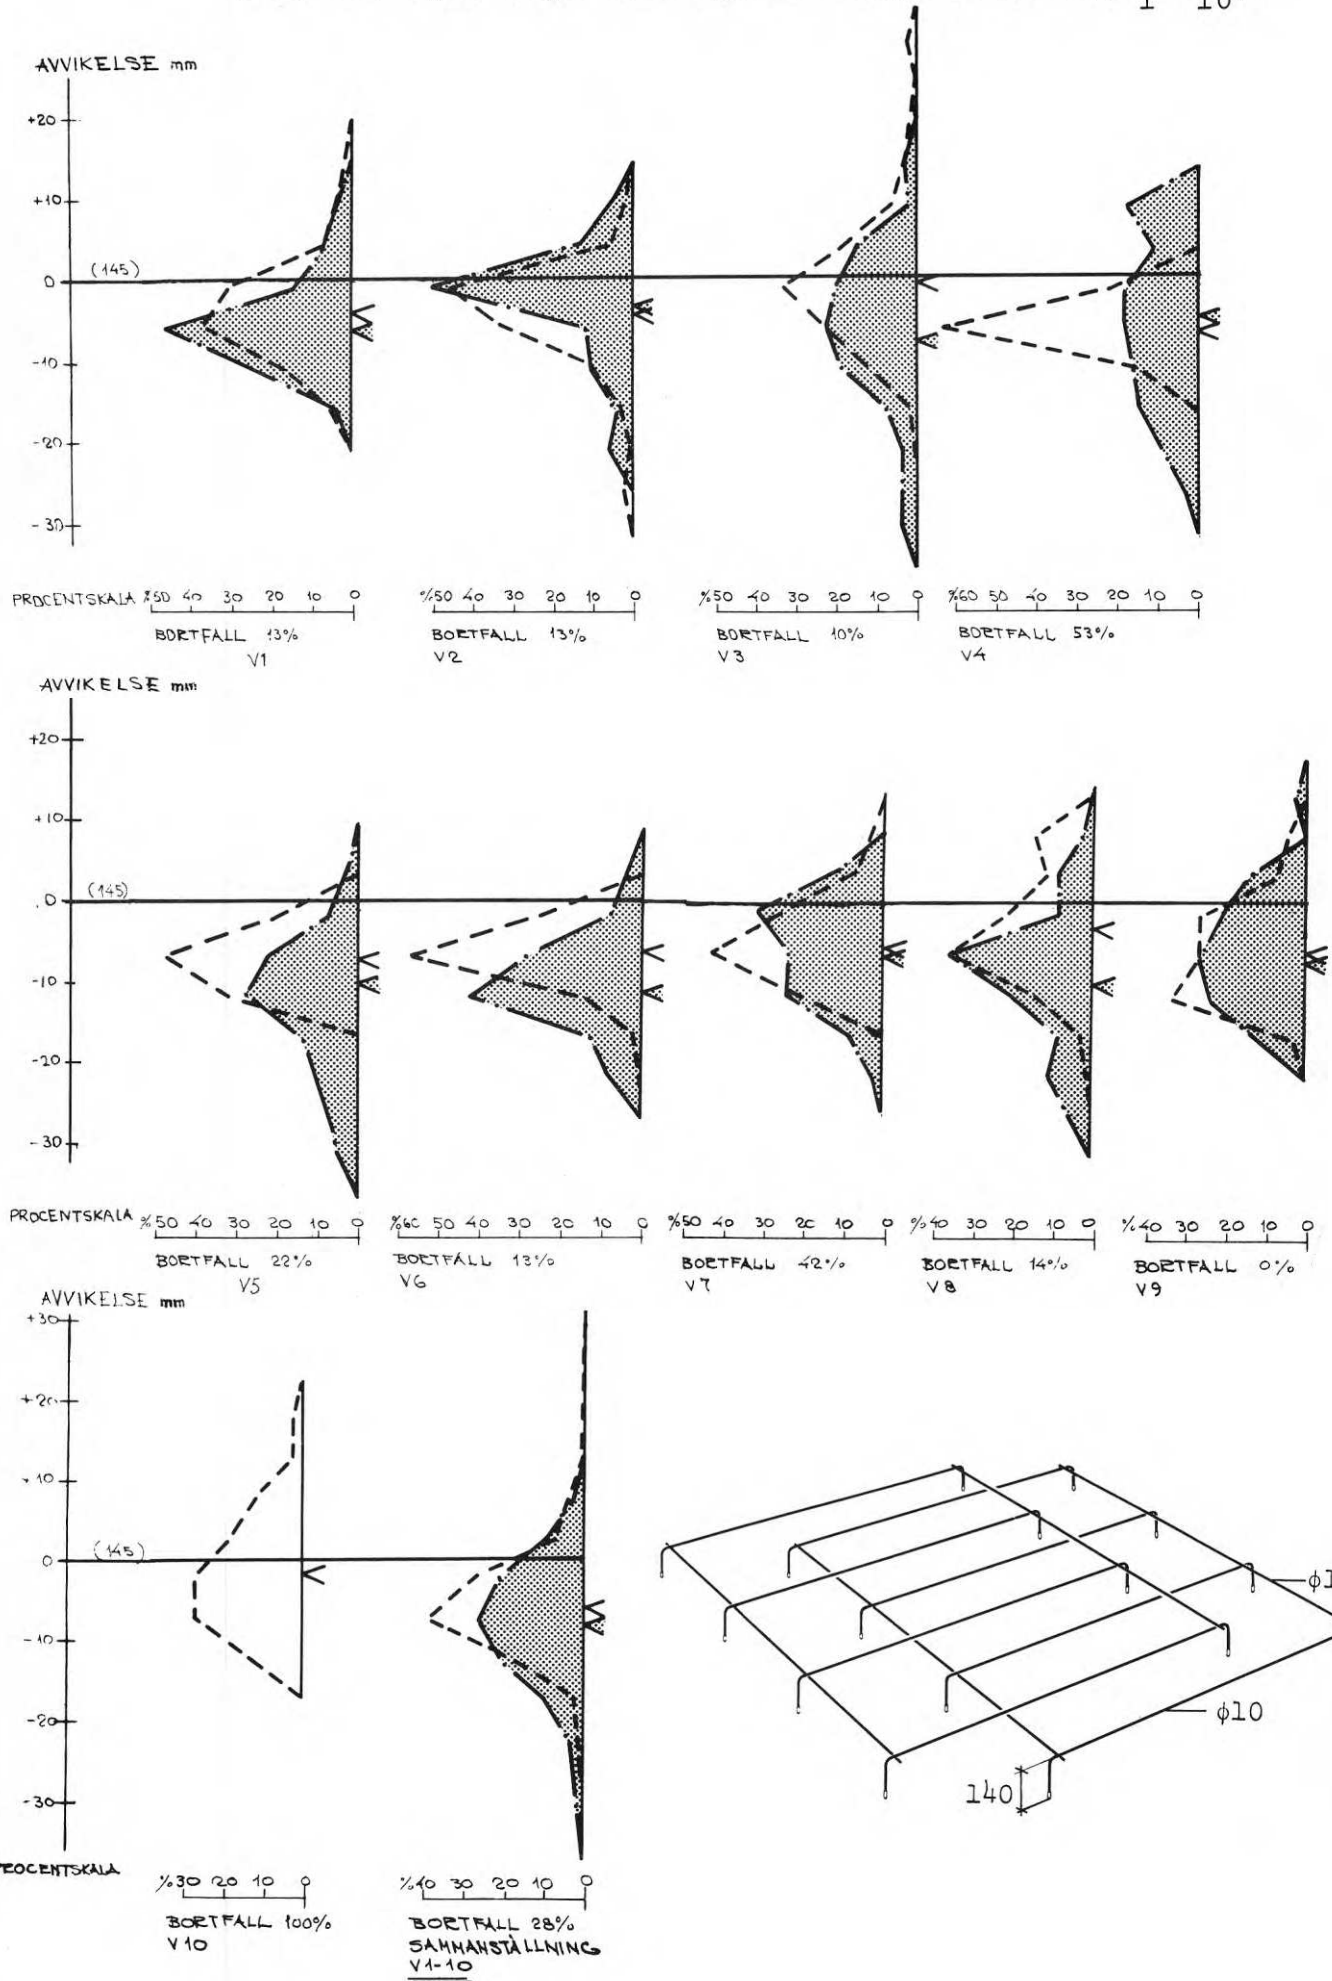 1 10
AVVIKELSE mm
+20
+10
0 (145)
-10
-20
-30
PROCENTSKALA %50 40 30 20 10 0 %50 40 30 20 10 0 %50 40 30 20 10 0 %60 50 40 30 20 10 0
BORTFALL 13% BORTFALL 13% BORTFALL 10% BORTFALL 53%
V1 V2 V3 V4
AVVIKELSE mm
+20
+10
0 (145)
-10
-20
-30
PROCENTSKALA %50 40 30 20 10 0 %60 50 40 30 20 10 0 %50 40 30 20 10 0 %40 30 20 10 0 %40 30 20 10 0
BORTFALL 22% BORTFALL 13% BORTFALL 42% BORTFALL 14% BORTFALL 0%
V5 V6 V7 V8 V9
AVVIKELSE mm
+30
+20
+10
0 (145)
-10
-20
-30
φ1
φ10
140
ROCENTSKALA %30 20 10 0 %40 30 20 10 0
BORTFALL 100% BORTFALL 28%
V10 SAMMANSTÄLLNING
V1-10